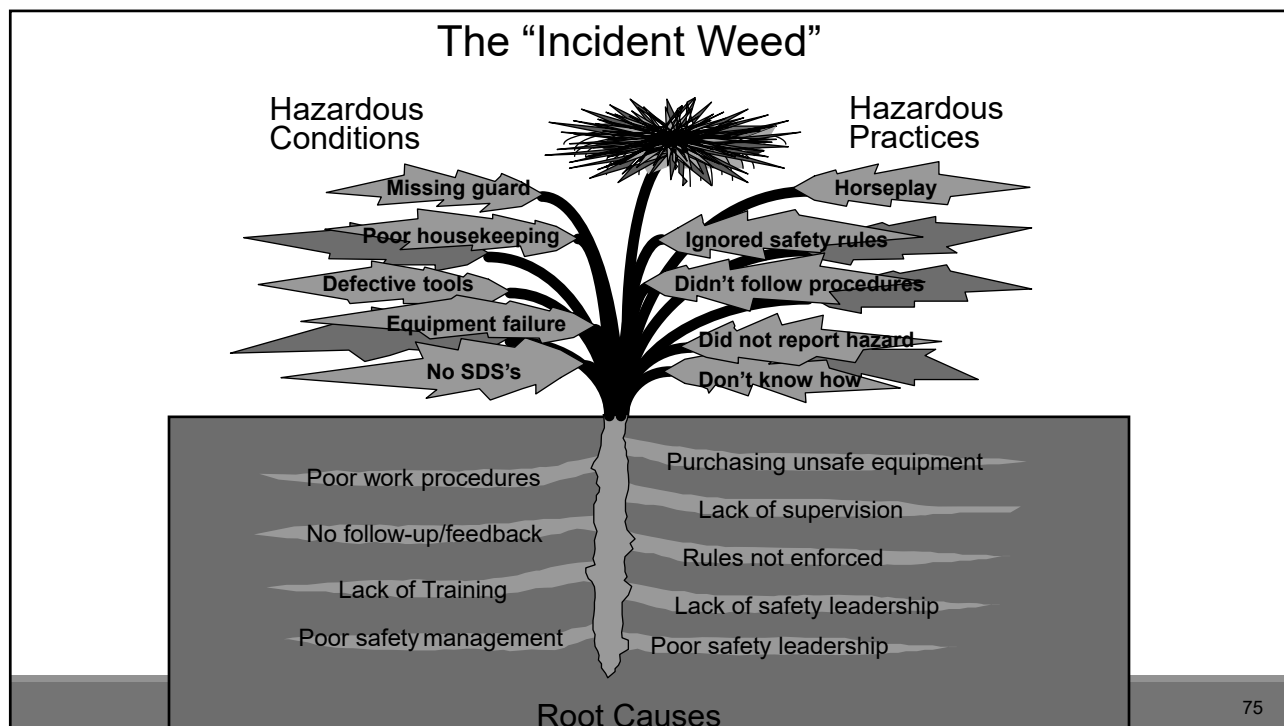 The “Incident Weed”
Hazardous
Conditions
Hazardous
Practices
Missing guard
Poor housekeeping
Defective tools
Equipment failure
No SDS's
Horseplay
Ignored safety rules
Didn’t follow procedures
Did not report hazard
Don’t know how
Poor work procedures
No follow-up/feedback
Lack of Training
Poor safety management
Purchasing unsafe equipment
Lack of supervision
Rules not enforced
Lack of safety leadership
Poor safety leadership
Root Causes
75